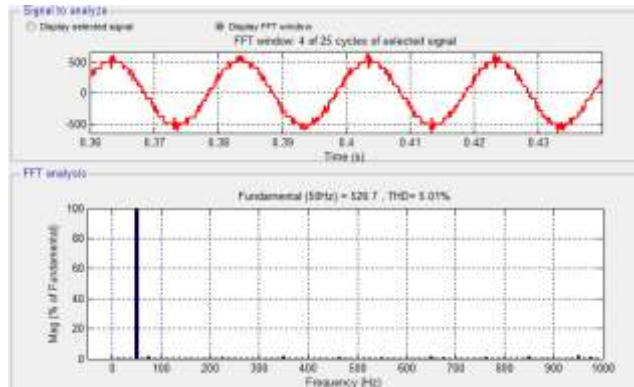 Signal to analyze
Display selected signal
Display FFT window
FFT window: 4 of 25 cycles of selected signal
500
0
-500
0.36 0.37 0.38 0.39 0.4 0.41 0.42 0.43
Time (s)
FFT analysis
Fundamental (50Hz) = 528.7 , THD= 5.01%
100
80
60
40
20
0
Mag (% of Fundamental)
0 100 200 300 400 500 600 700 800 900 1000
Frequency (Hz)